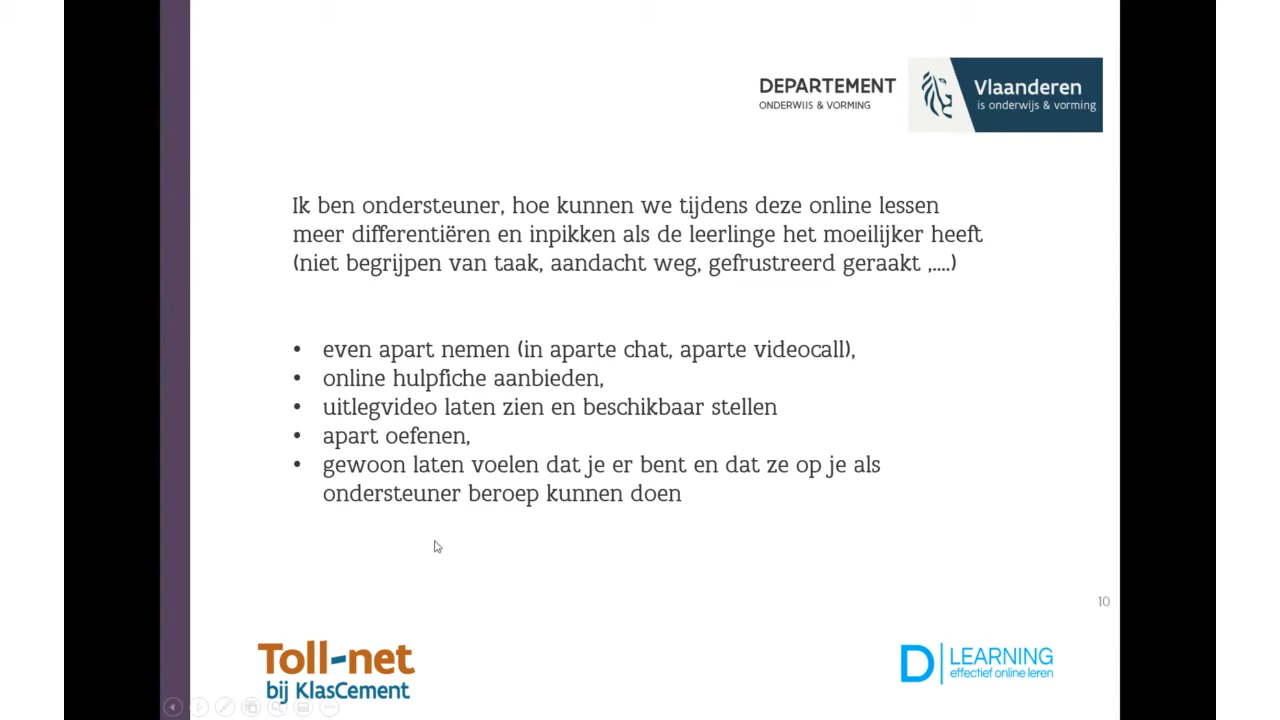 DEPARTEMENT
ONDERWIJS & VORMING
Vlaanderen
is onderwijs & vorming
Ik ben ondersteuner, hoe kunnen we tijdens deze online lessen
meer differentiëren en inpikken als de leerlinge het moeilijker heeft
(niet begrijpen van taak, aandacht weg, gefrustreerd geraakt ,....)
• even apart nemen (in aparte chat, aparte videocall),
• online hulpfiche aanbieden,
• uitlegvideo laten zien en beschikbaar stellen
• apart oefenen,
• gewoon laten voelen dat je er bent en dat ze op je als
ondersteuner beroep kunnen doen
10
Toll-net
bij KlasCement
D LEARNING
effectief online leren